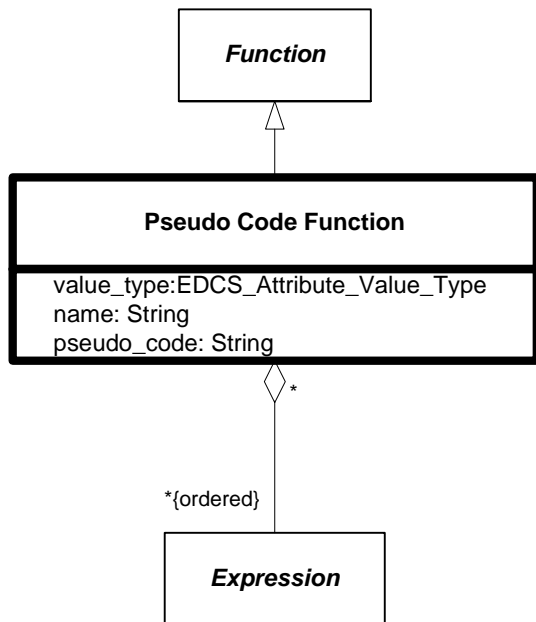 Function
Pseudo Code Function
value_type:EDCS_Attribute_Value_Type
name: String
pseudo_code: String
*
*{ordered}
Expression